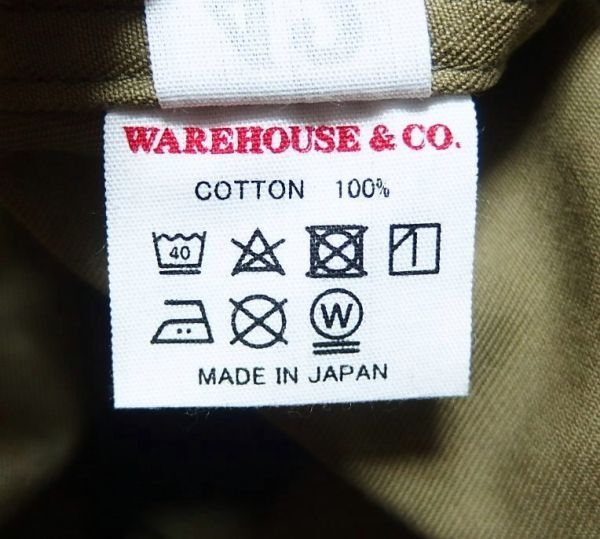 WAREHOUSE & CO.
COTTON 100%
40
W
MADE IN JAPAN